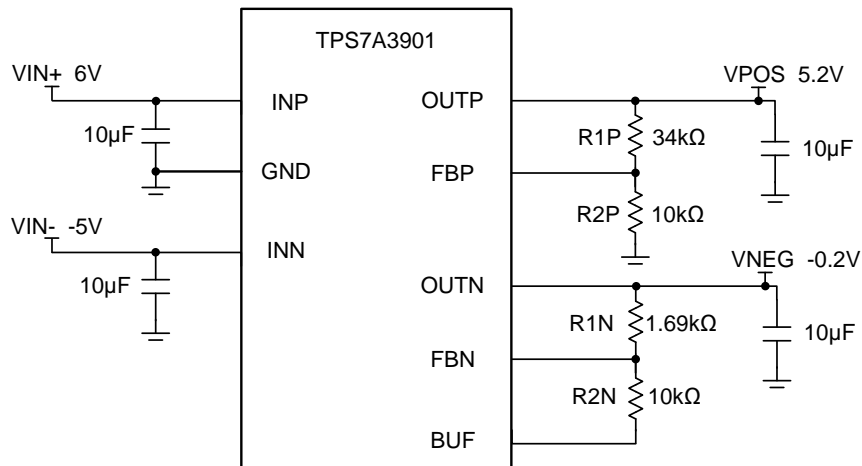 TPS7A3901
VIN+ 6V
VPOS 5.2V
INP
OUTP
10µF
R1P 34kΩ
10µF
GND
FBP
VIN- -5V
R2P 10kΩ
INN
VNEG -0.2V
10µF
OUTN
R1N 1.69kΩ
10µF
FBN
R2N 10kΩ
BUF